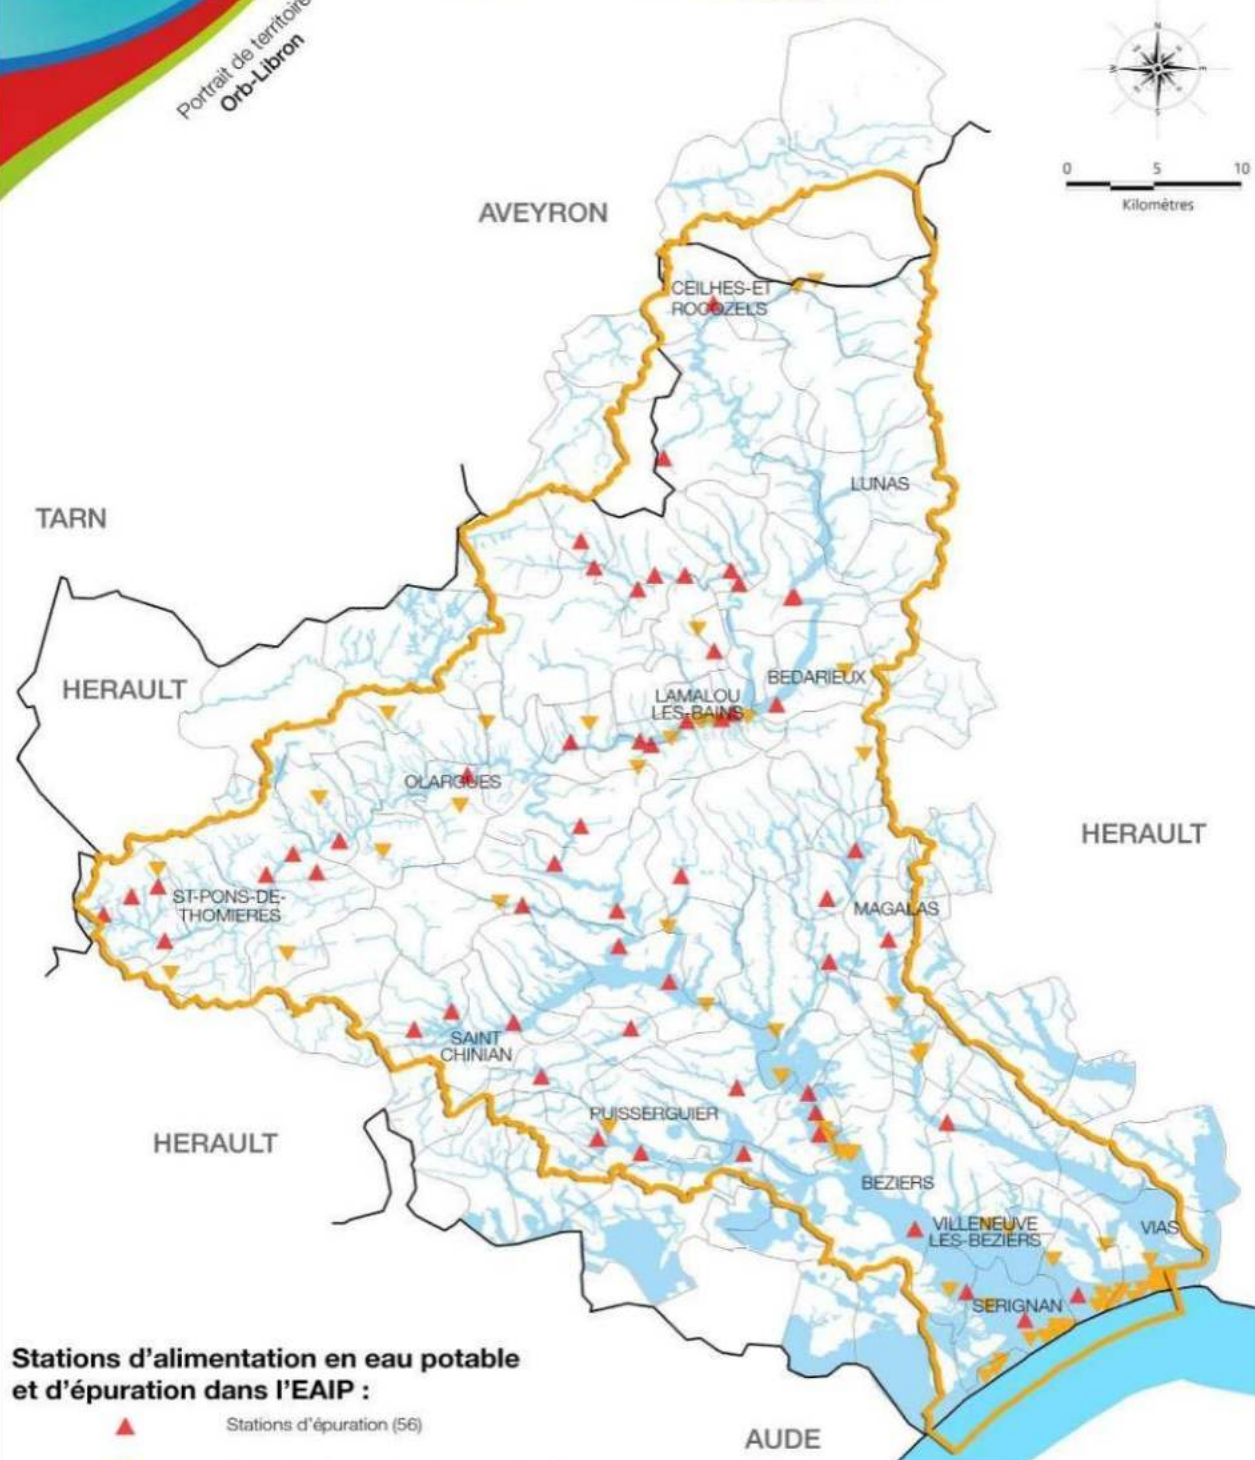 Portrait de territoire
Orb-Libron
N
E
S
W
0 5 10
Kilomètres
AVEYRON
CEILHES-ET
ROCOZELS
LUNAS
TARN
HERAULT
BEDARIEUX
LAMALOU
LES-BAINS
OLARGUES
HERAULT
ST-PONS-DE-
THOMIERES
MAGALAS
SAINT
CHINIAN
PUISSERGUIER
HERAULT
BEZIERS
VILLENEUVE
LES-BEZIERS
VIAS
SERIGNAN
Stations d'alimentation en eau potable
et d'épuration dans l'EAIP :
Stations d'épuration (56)
AUDE